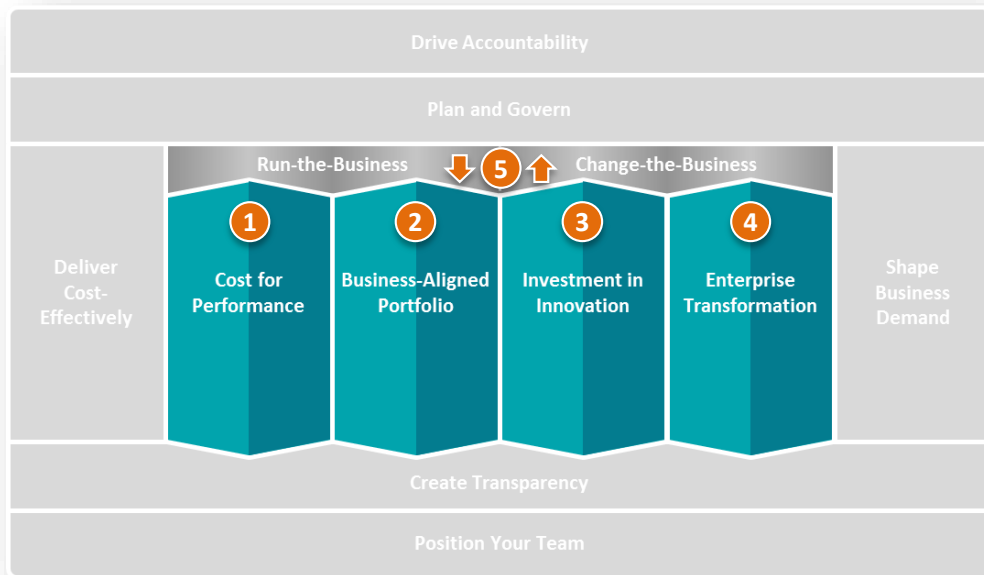 Drive Accountability
Plan and Govern
Run-the-Business
5
Change-the-Business
Deliver
Cost-
Effectively
1
Cost for
Performance
2
Business-Aligned
Portfolio
3
Investment in
Innovation
4
Enterprise
Transformation
Shape
Business
Demand
Create Transparency
Position Your Team